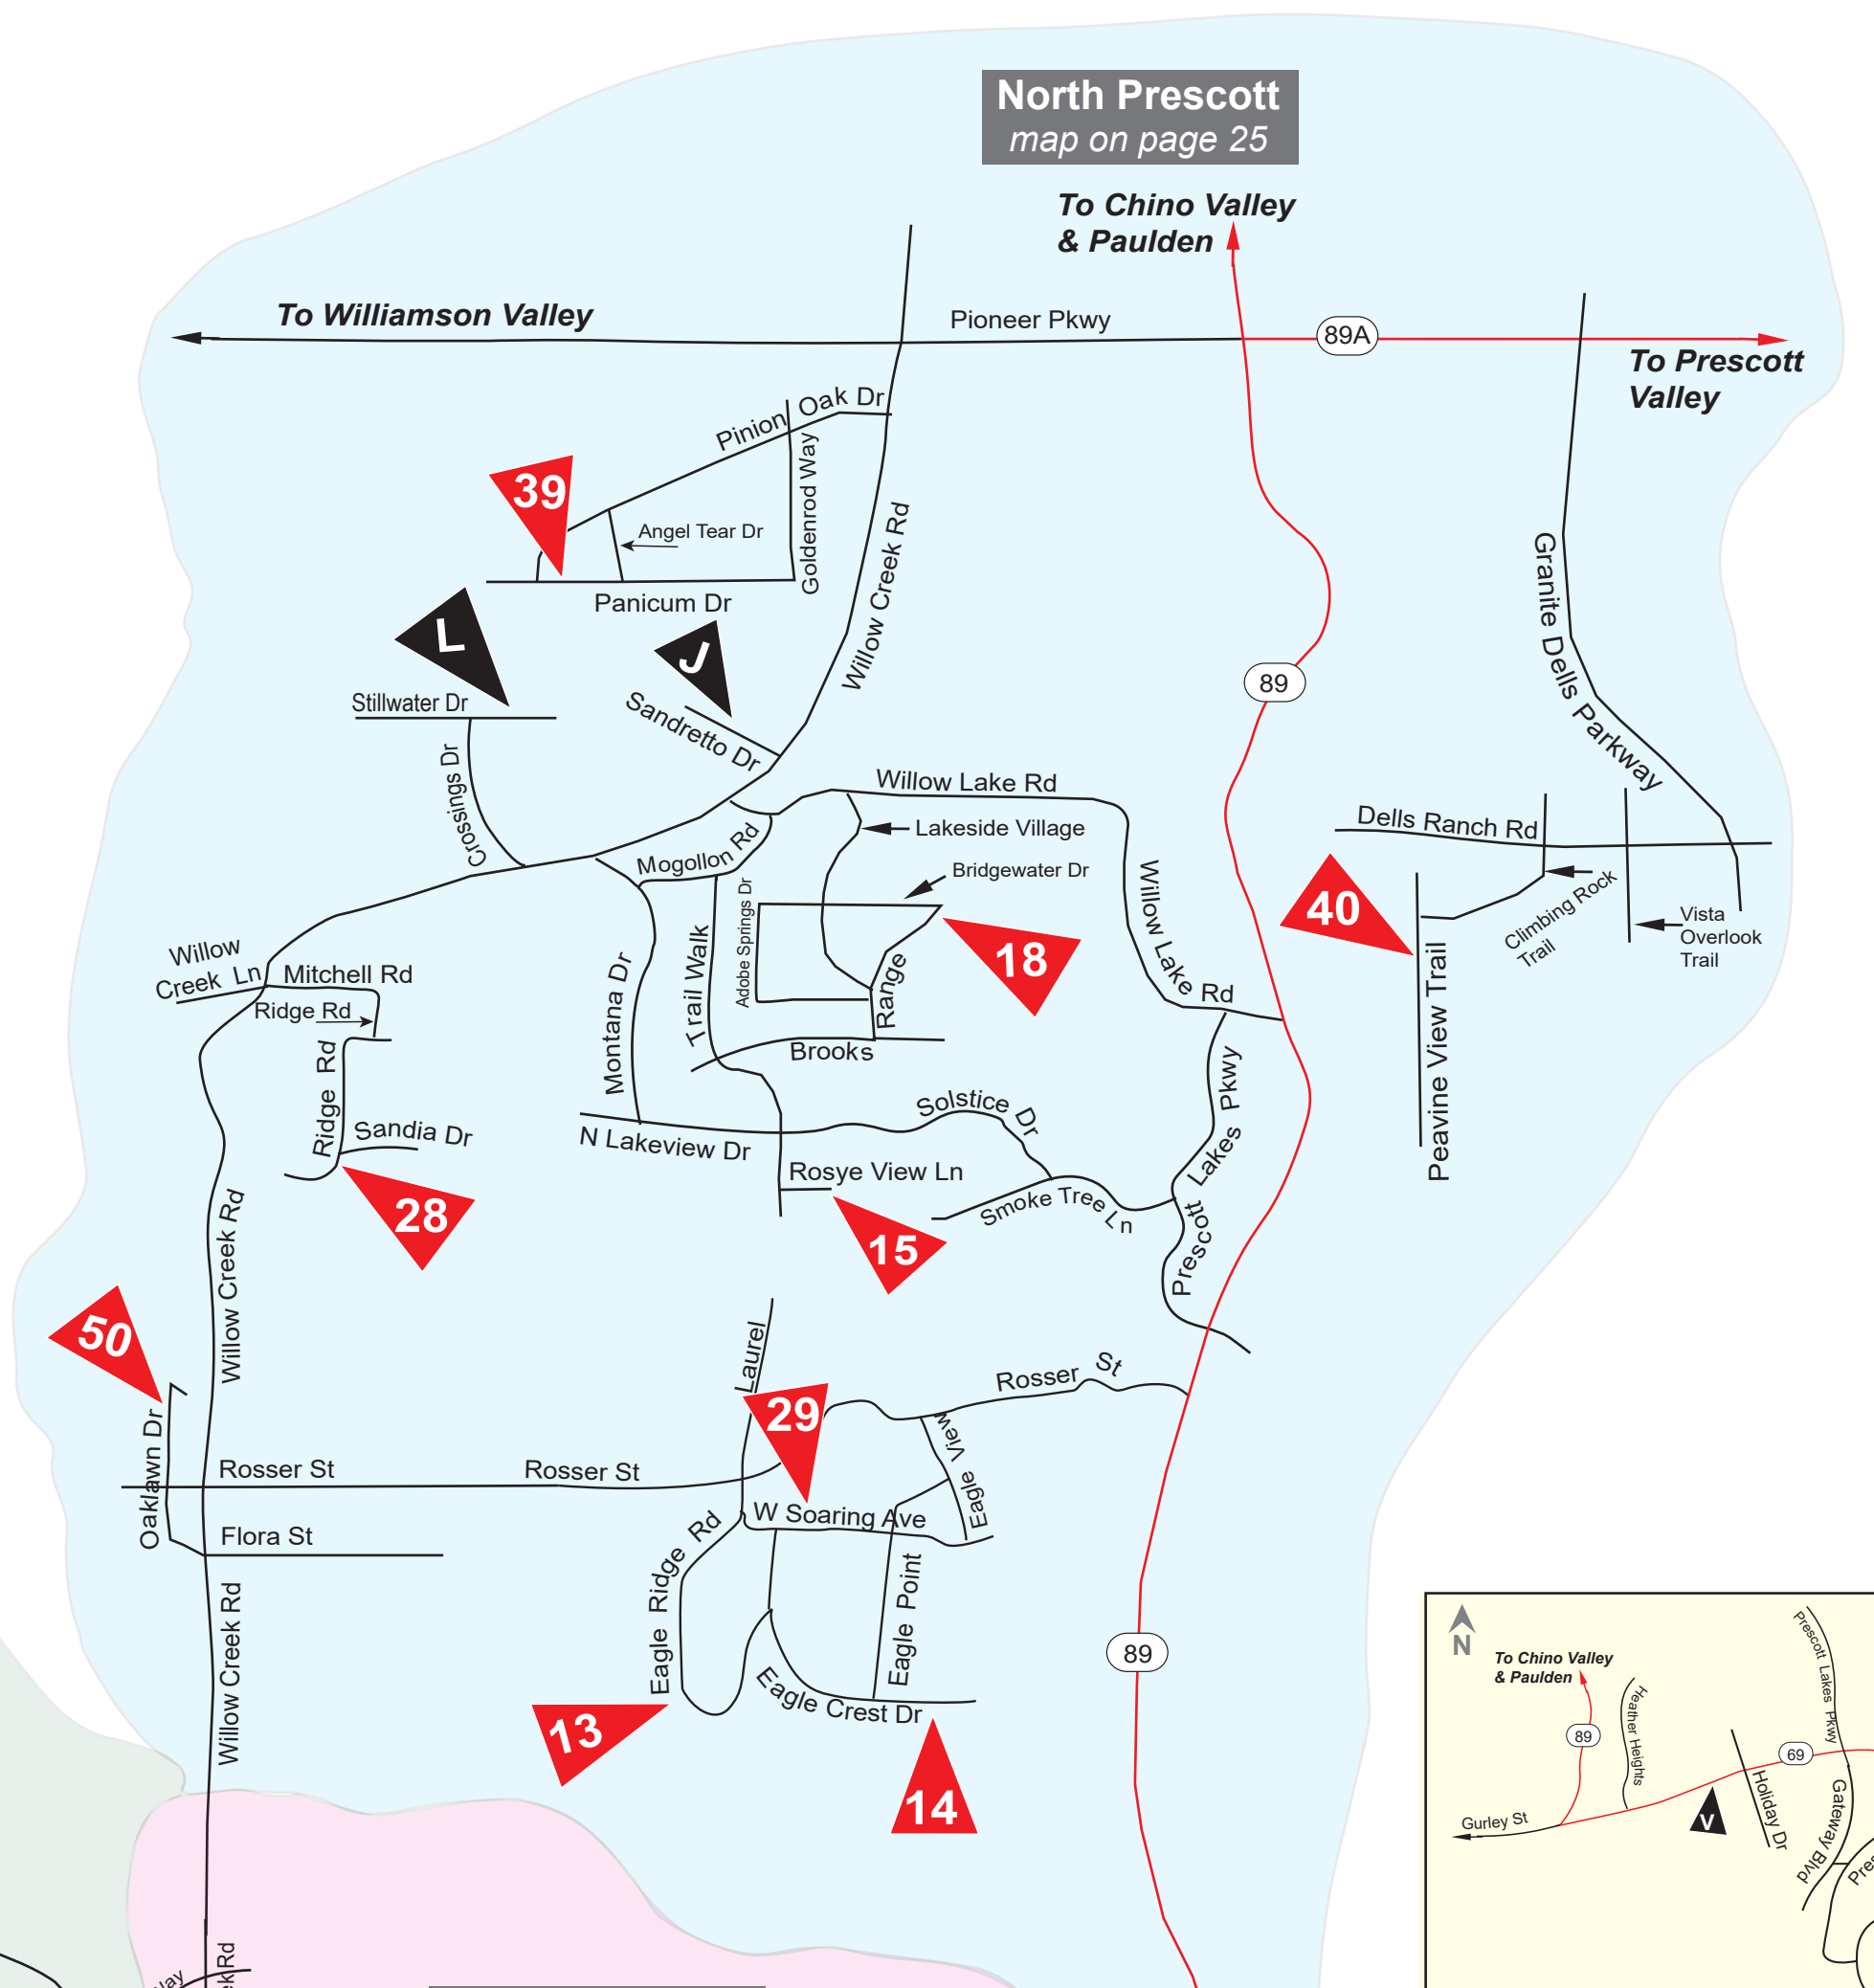 North Prescott
map on page 25
To Chino Valley
& Paulden
To Williamson Valley
Pioneer Pkwy
89A
To Prescott
Valley
Pinion Oak Dr
Goldenrod Way
39
Angel Tear Dr
Panicum Dr
Willow Creek Rd
Granite Dells Parkway
L
J
89
Stillwater Dr
Sandretto Dr
Crossings Dr
Willow Lake Rd
Lakeside Village
Mogollon Rd
Bridgewater Dr
Dells Ranch Rd
Adobe Springs Dr
40
Climbing Rock
Trail
Vista
Overlook
Trail
18
Willow
Creek Ln
Mitchell Rd
Ridge Rd
Montana Dr
Trail Walk
Range
Willow Lake Rd
Brooks
Peavine View Trail
Ridge Rd
Sandia Dr
N Lakeview Dr
Solstice Dr
Prescott Lakes Pkwy
Rosye View Ln
Smoke Tree Ln
28
15
Willow Creek Rd
50
Laurel
Rosser St
29
Eagle View
Oaklawn Dr
Rosser St
Rosser St
W Soaring Ave
Flora St
Eagle Ridge Rd
Eagle Point
Willow Creek Rd
89
Eagle Crest Dr
13
14
N
To Chino Valley
& Paulden
Prescott Lakes Pkwy
Heather Heights
89
69
Gurley St
V
Holiday Dr
Gateway Blvd
Pres
way
ek Rd